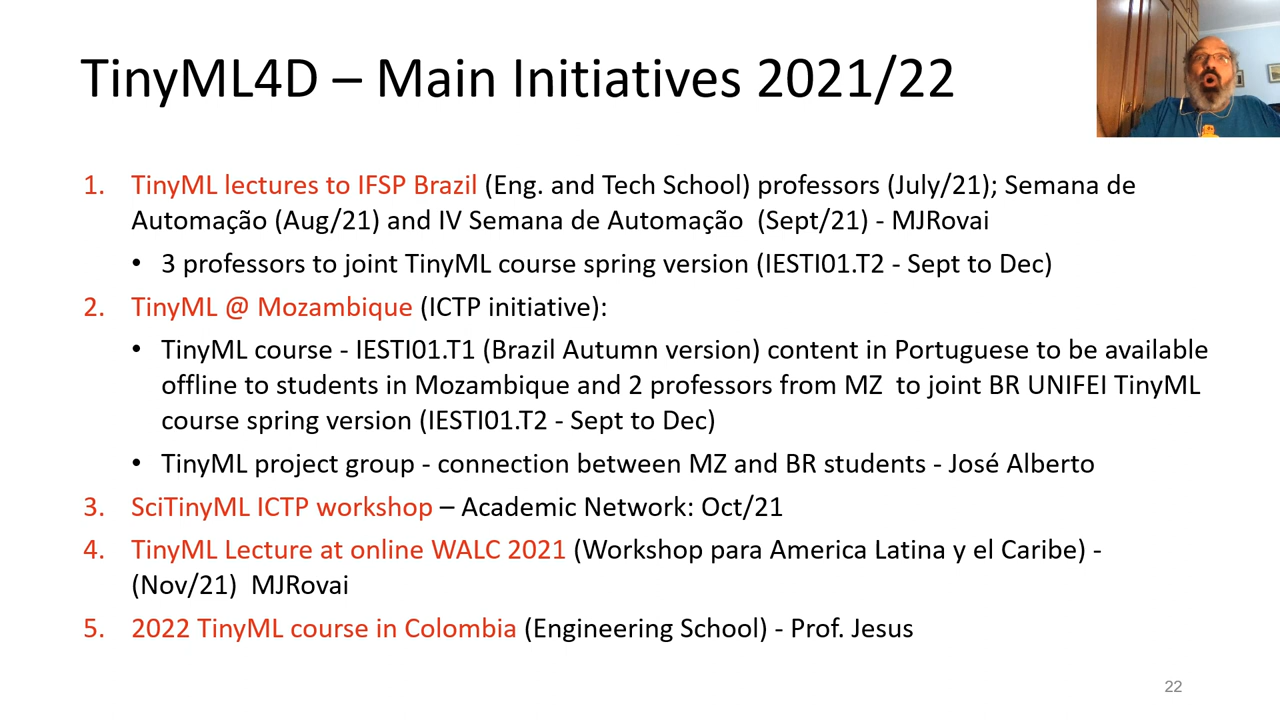 TinyML4D – Main Initiatives 2021/22
1. TinyML lectures to IFSP Brazil (Eng. and Tech School) professors (July/21); Semana de
Automação (Aug/21) and IV Semana de Automação (Sept/21) - MJRovai
• 3 professors to joint TinyML course spring version (IESTI01.T2 - Sept to Dec)
2. TinyML @ Mozambique (ICTP initiative):
• TinyML course - IESTI01.T1 (Brazil Autumn version) content in Portuguese to be available
offline to students in Mozambique and 2 professors from MZ to joint BR UNIFEI TinyML
course spring version (IESTI01.T2 - Sept to Dec)
• TinyML project group - connection between MZ and BR students - José Alberto
3. SciTinyML ICTP workshop – Academic Network: Oct/21
4. TinyML Lecture at online WALC 2021 (Workshop para America Latina y el Caribe) -
(Nov/21) MJRovai
5. 2022 TinyML course in Colombia (Engineering School) - Prof. Jesus
22